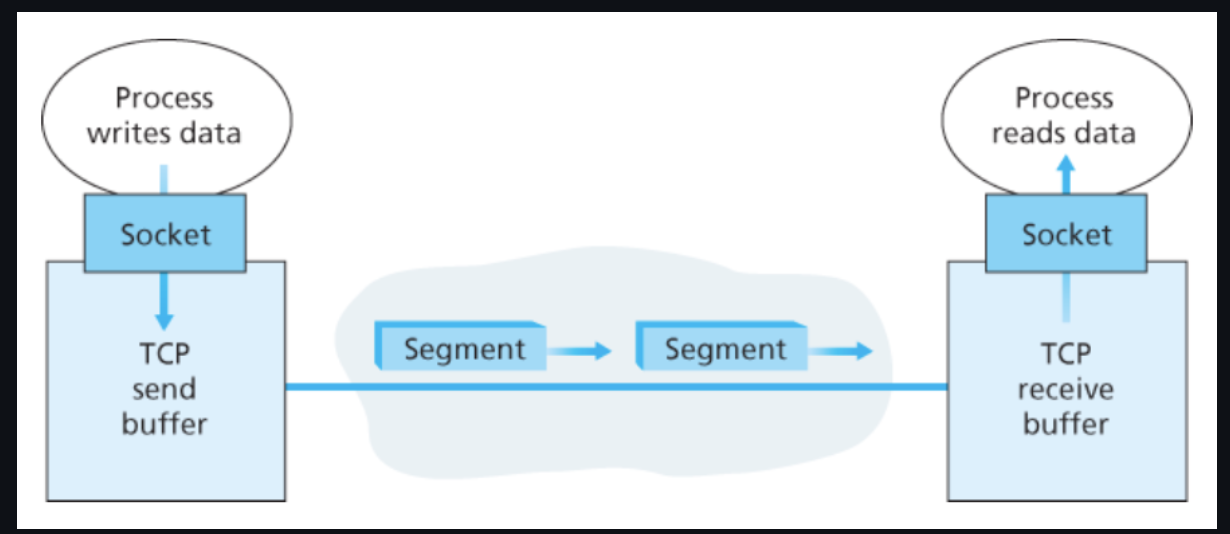 Process
writes data
Socket
TCP
send
buffer
Segment
Segment
Process
reads data
Socket
TCP
receive
buffer